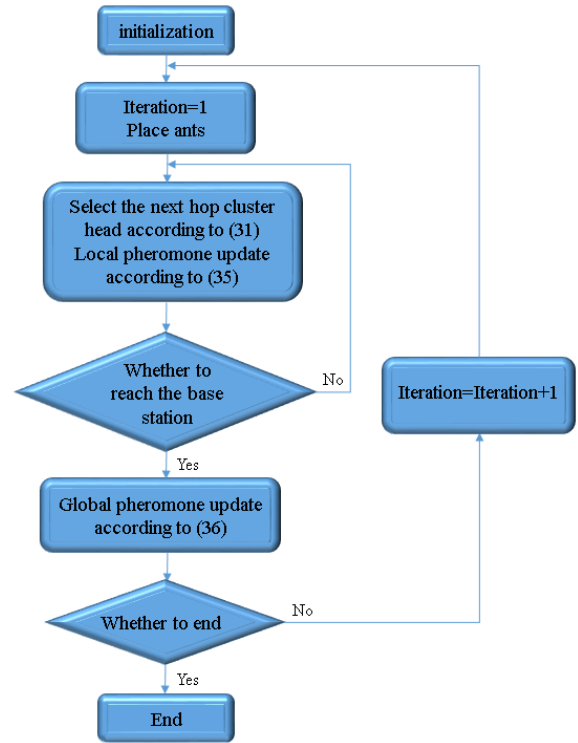 initialization
Iteration=1
Place ants
Select the next hop cluster
head according to (31)
Local pheromone update
according to (35)
Whether to
reach the base
station
No
Iteration=Iteration+1
Yes
Global pheromone update
according to (36)
Whether to end
No
Yes
End